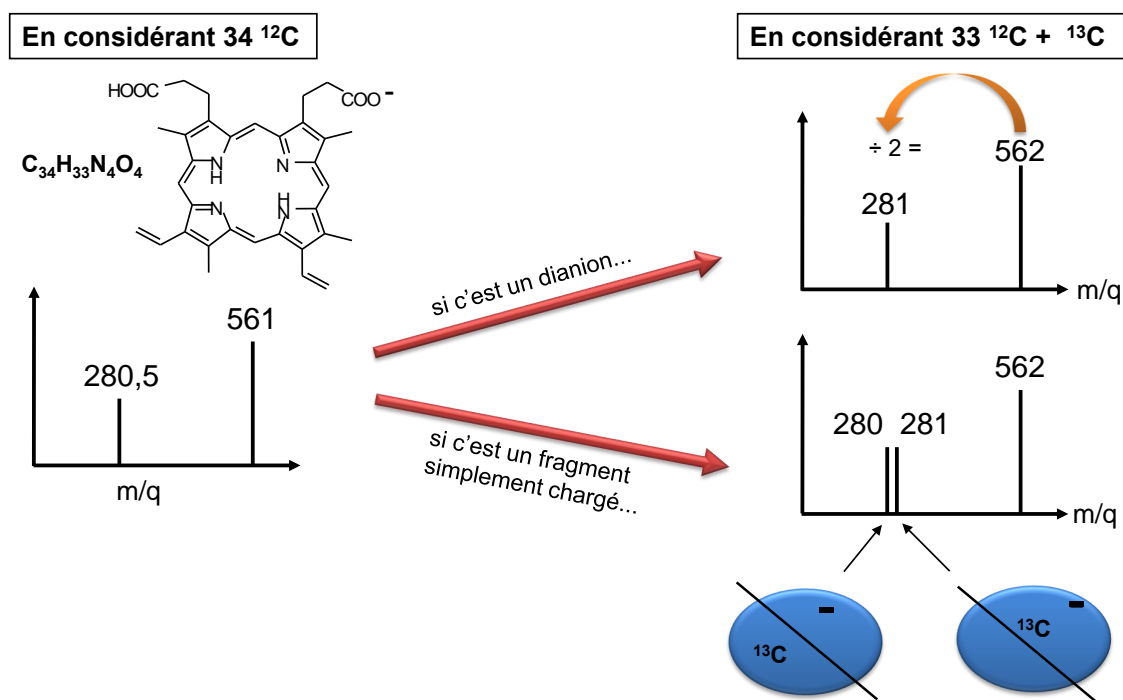 En considérant 34 ¹²C
En considérant 33 ¹²C + ¹³C
HOOC
COO⁻
C₃₄H₃₃N₄O₄
N
H
N
N
H
N
561
280,5
m/q
si c’est un dianion...
si c’est un fragment
simplement chargé...
÷ 2 =
562
281
m/q
562
280
281
m/q
-
¹³C
-
¹³C